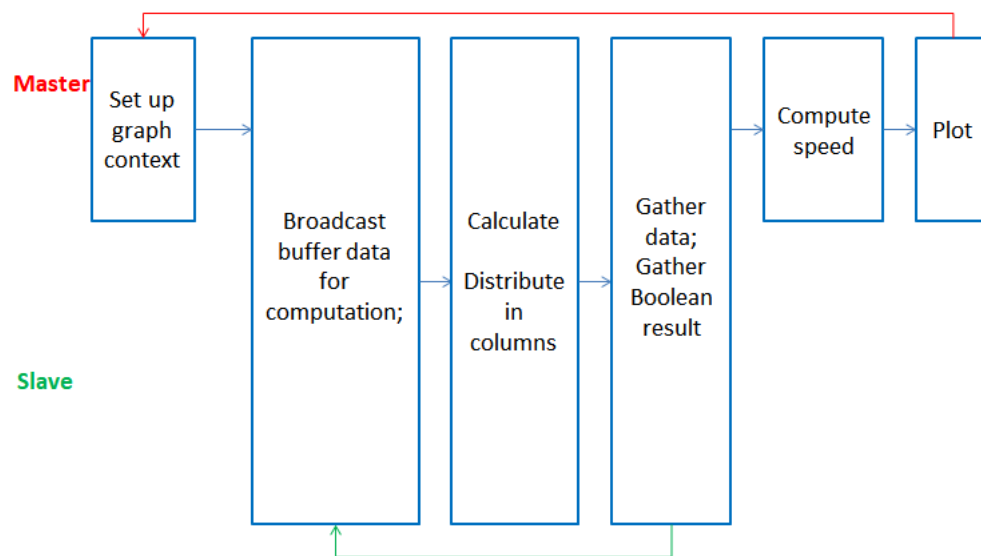 Master
Set up
graph
context
Broadcast
buffer data
for
computation;
Calculate
Distribute
in
columns
Gather
data;
Gather
Boolean
result
Compute
speed
Plot
Slave